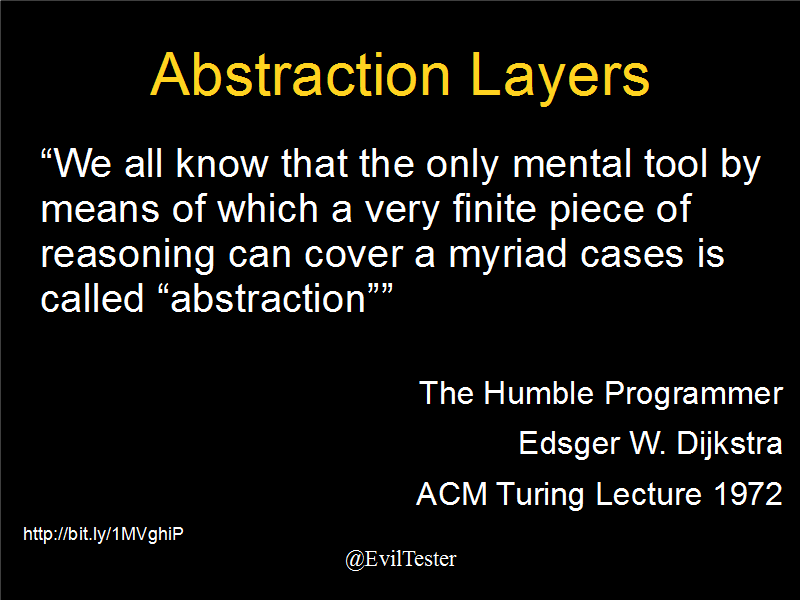 Abstraction Layers
“We all know that the only mental tool by
means of which a very finite piece of
reasoning can cover a myriad cases is
called “abstraction””
The Humble Programmer
Edsger W. Dijkstra
ACM Turing Lecture 1972
http://bit.ly/1MVghiP
@EvilTester